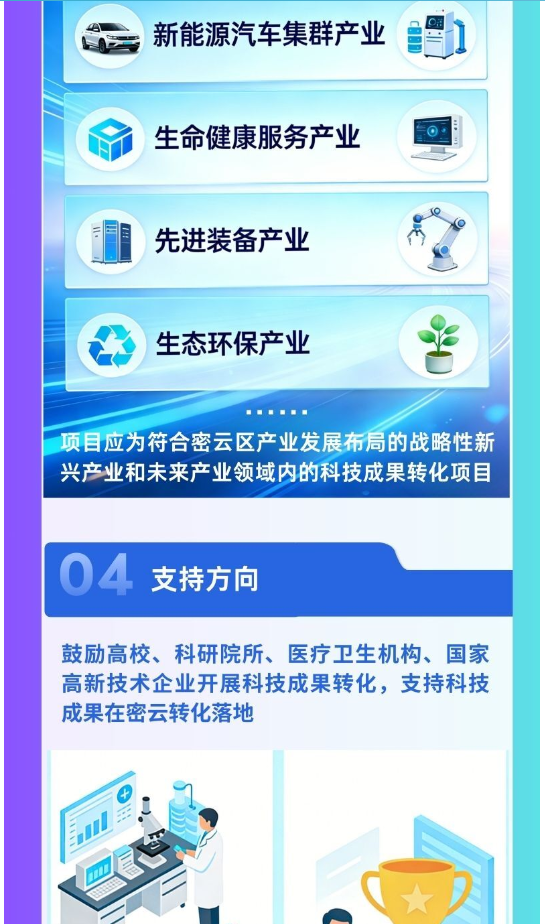 新能源汽车集群产业
生命健康服务产业
先进装备产业
生态环保产业
......
项目应为符合密云区产业发展布局的战略性新
兴产业和未来产业领域内的科技成果转化项目
04 支持方向
鼓励高校、科研院所、医疗卫生机构、国家
高新技术企业开展科技成果转化，支持科技
成果在密云转化落地